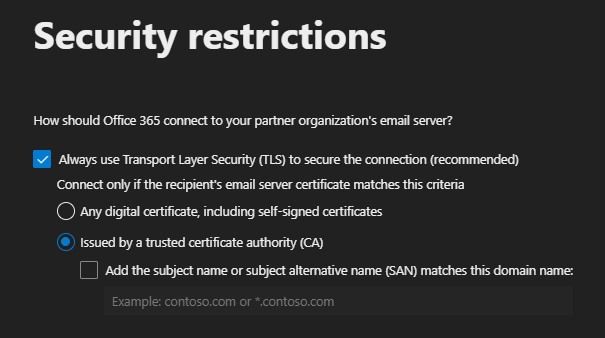 Security restrictions
How should Office 365 connect to your partner organization's email server?
Always use Transport Layer Security (TLS) to secure the connection (recommended)
Connect only if the recipient's email server certificate matches this criteria
Any digital certificate, including self-signed certificates
Issued by a trusted certificate authority (CA)
Add the subject name or subject alternative name (SAN) matches this domain name:
Example: contoso.com or *.contoso.com